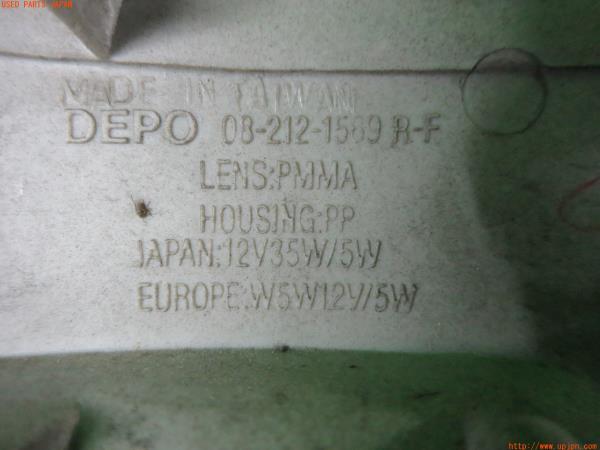 USED PARTS JAPAN
MADE IN TAIWAN
DEPO 08-212-1569 R-F
LENS:PMMA
HOUSING:PP
JAPAN:12V35W/5W
EUROPE:W5W12V/5W
http://www.upjpn.com/